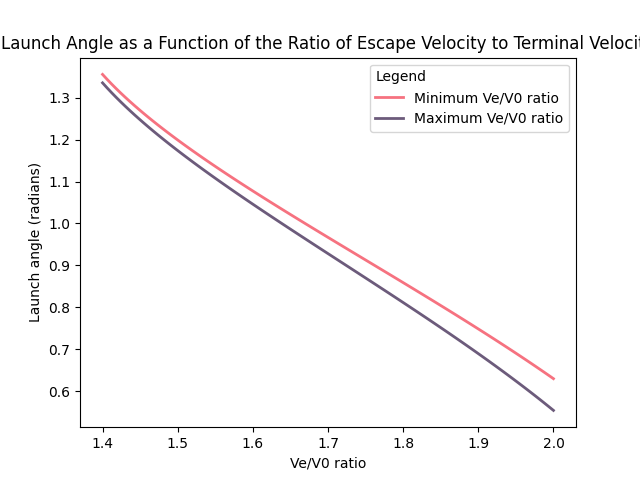 Launch Angle as a Function of the Ratio of Escape Velocity to Terminal
Legend
Minimum Ve/V0 ratio
Maximum Ve/V0 ratio
Launch angle (radians)
1.3
1.2
1.1
1.0
0.9
0.8
0.7
0.6
1.4
1.5
1.6
1.7
1.8
1.9
2.0
Ve/V0 ratio